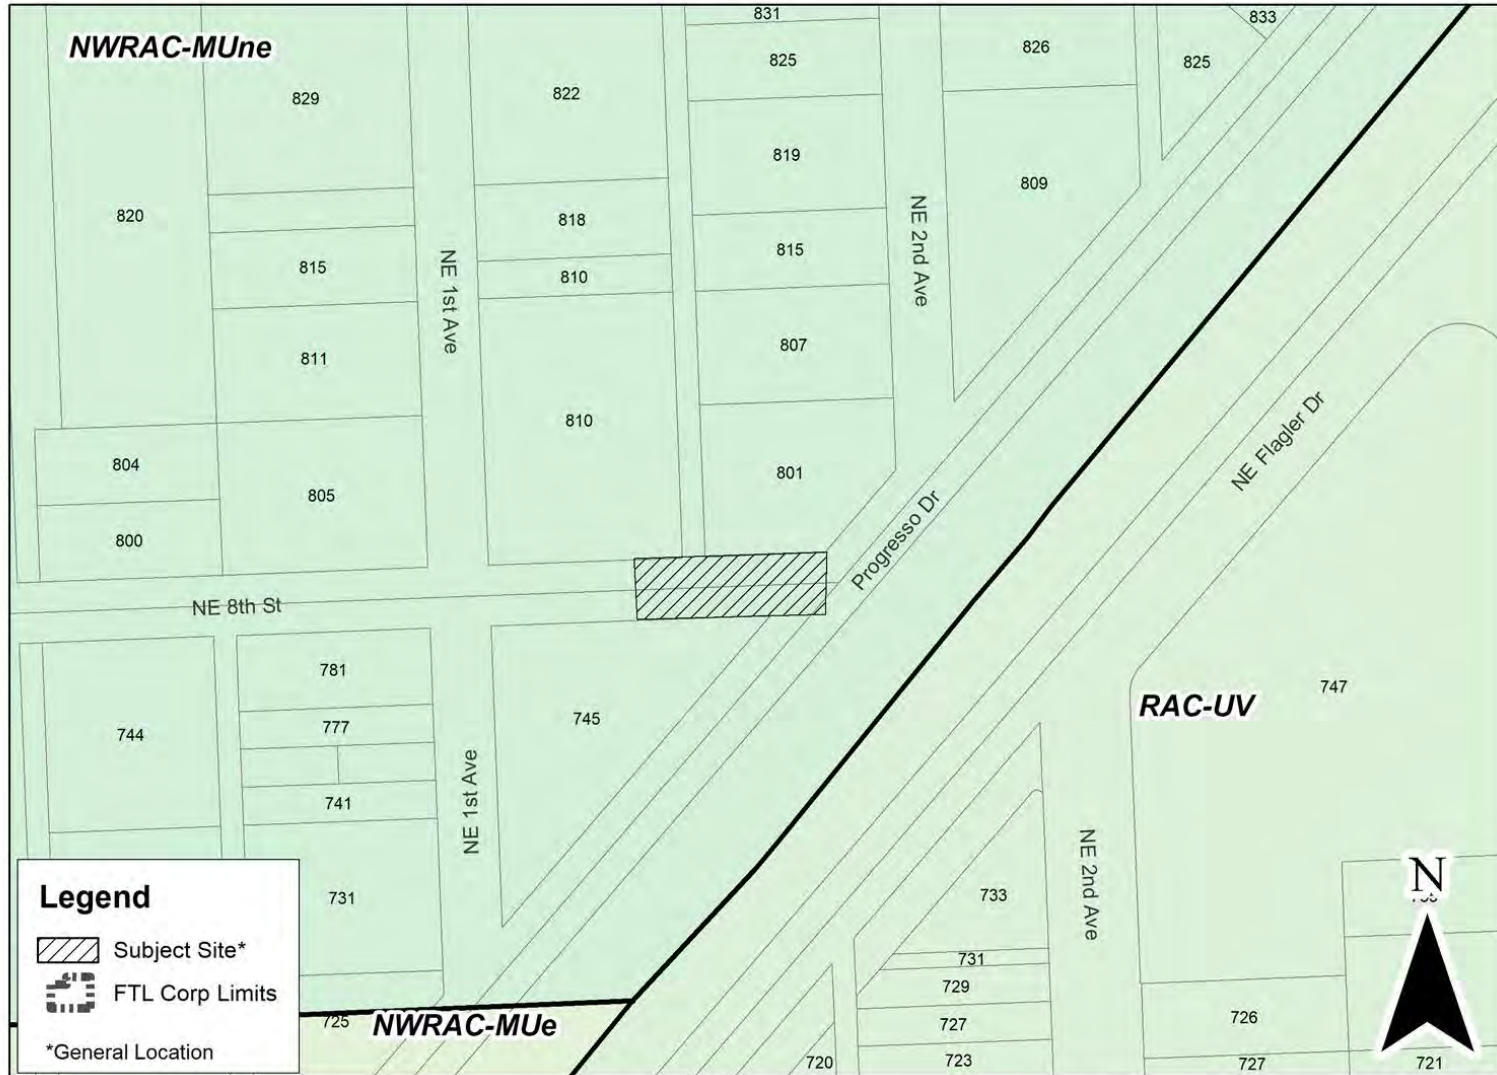 831
833
NWRAC-MUne
826
825
825
822
829
819
809
820
818
815
NE 2nd Ave
815
810
NE 1st Ave
807
811
810
NE Flagler Dr
804
801
805
Progresso Dr
800
NE 8th St
781
747
RAC-UV
745
777
744
741
NE 1st Ave
NE 2nd Ave
N
Legend
731
733
Subject Site*
731
729
FTL Corp Limits
726
725
NWRAC-MUe
727
*General Location
720
723
727
721